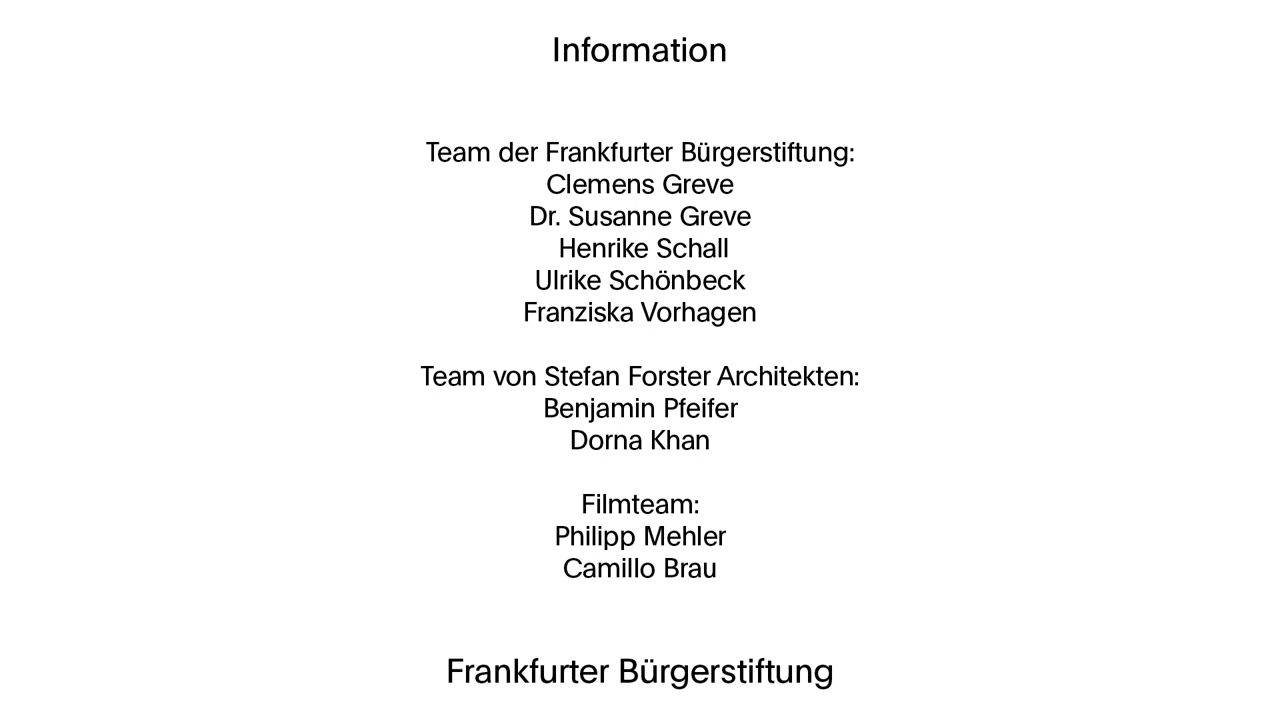 Information
Team der Frankfurter Bürgerstiftung:
Clemens Greve
Dr. Susanne Greve
Henrike Schall
Ulrike Schönbeck
Franziska Vorhagen
Team von Stefan Forster Architekten:
Benjamin Pfeifer
Dorna Khan
Filmteam:
Philipp Mehler
Camillo Brau
Frankfurter Bürgerstiftung